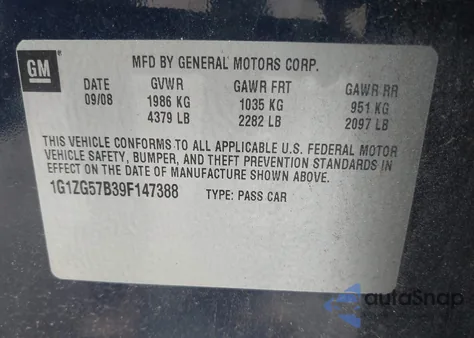 GM
MFD BY GENERAL MOTORS CORP.
DATE GVWR GAWR FRT GAWR RR
09/08 1986 KG 1035 KG 951 KG
4379 LB 2282 LB 2097 LB
THIS VEHICLE CONFORMS TO ALL APPLICABLE U.S. FEDERAL MOTOR
VEHICLE SAFETY, BUMPER, AND THEFT PREVENTION STANDARDS IN
EFFECT ON THE DATE OF MANUFACTURE SHOWN ABOVE.
1G1ZG57B39F147388 TYPE: PASS CAR
autoSnap